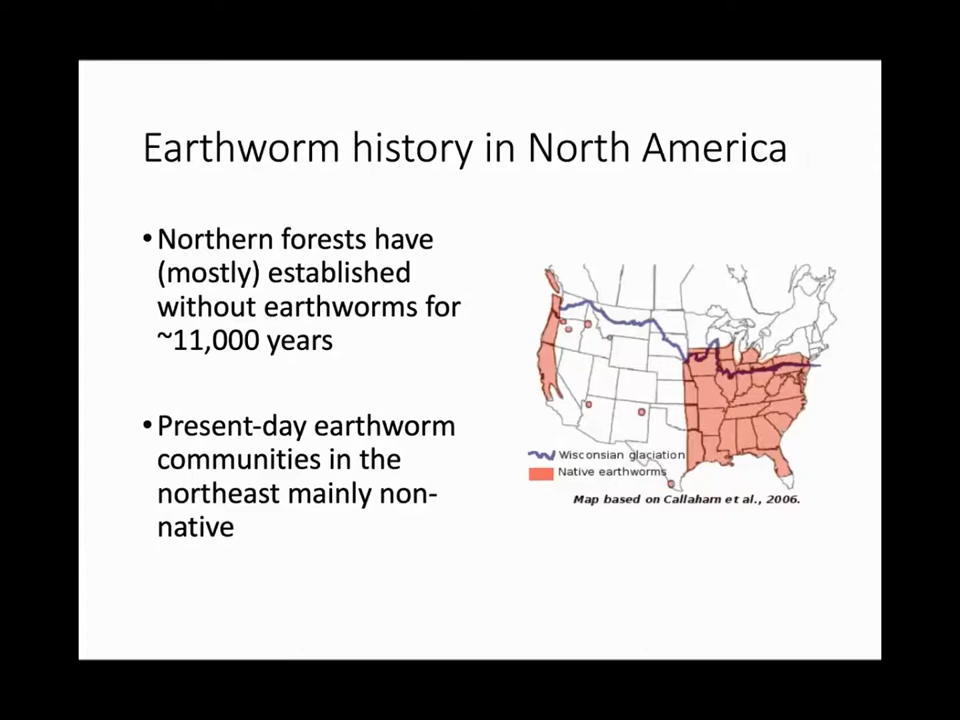 Earthworm history in North America
• Northern forests have
(mostly) established
without earthworms for
~11,000 years
• Present-day earthworm
communities in the
northeast mainly non-
native
Wisconsian glaciation
Native earthworms
Map based on Callaham et al., 2006.